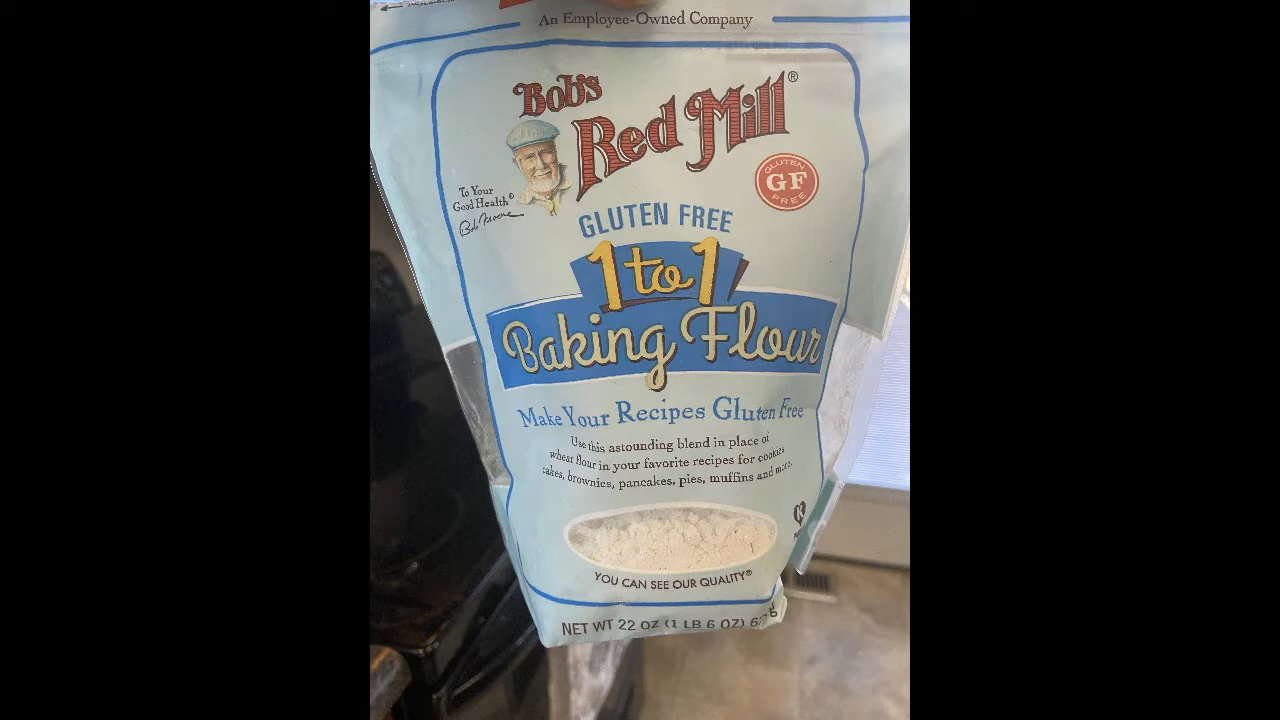 An Employee-Owned Company
Bob's
Red Mill®
To Your
Good Health®
Bob Moore
GLUTEN
GF
FREE
GLUTEN FREE
1 to 1
Baking Flour
Make Your Recipes Gluten Free
Use this astounding blend in place of
wheat flour in your favorite recipes for cookies
cakes, brownies, pancakes, pies, muffins and more.
K
YOU CAN SEE OUR QUALITY®
NET WT 22 OZ (1 LB 6 OZ)